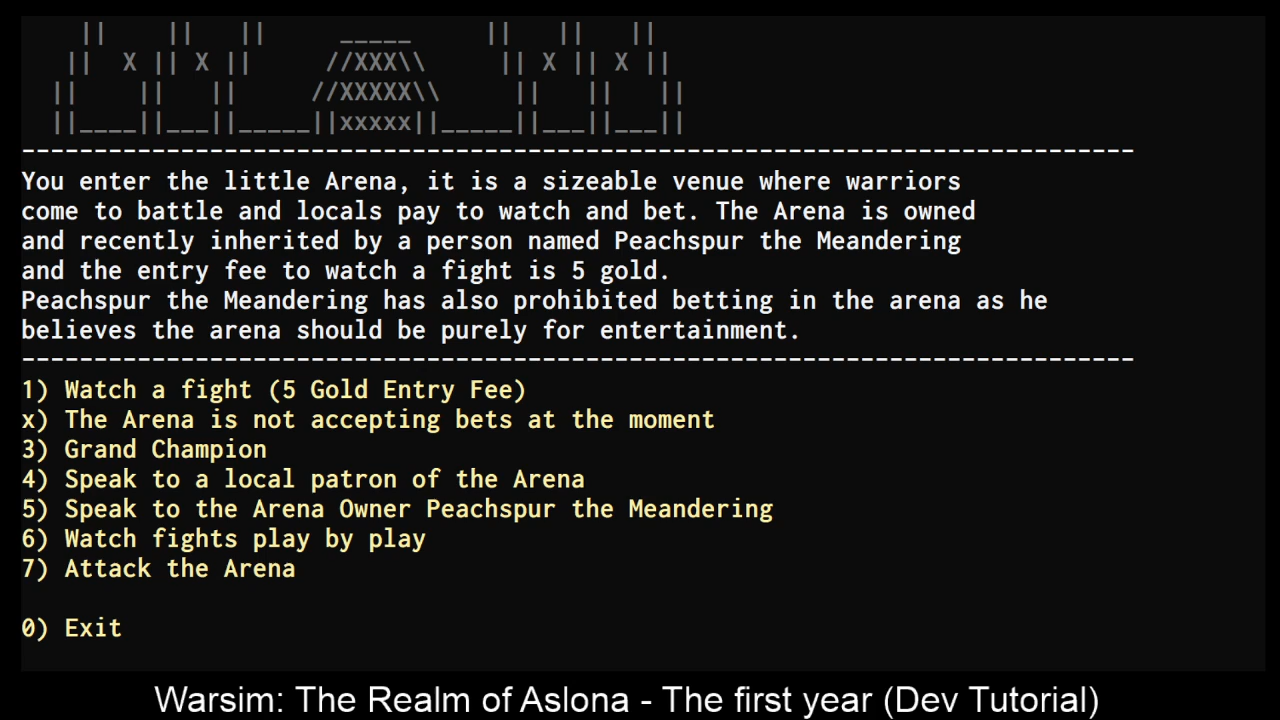 You enter the little Arena, it is a sizeable venue where warriors
come to battle and locals pay to watch and bet. The Arena is owned
and recently inherited by a person named Peachspur the Meandering
and the entry fee to watch a fight is 5 gold.
Peachspur the Meandering has also prohibited betting in the arena as he
believes the arena should be purely for entertainment.
1) Watch a fight (5 Gold Entry Fee)
x) The Arena is not accepting bets at the moment
3) Grand Champion
4) Speak to a local patron of the Arena
5) Speak to the Arena Owner Peachspur the Meandering
6) Watch fights play by play
7) Attack the Arena
0) Exit
Warsim: The Realm of Aslona - The first year (Dev Tutorial)